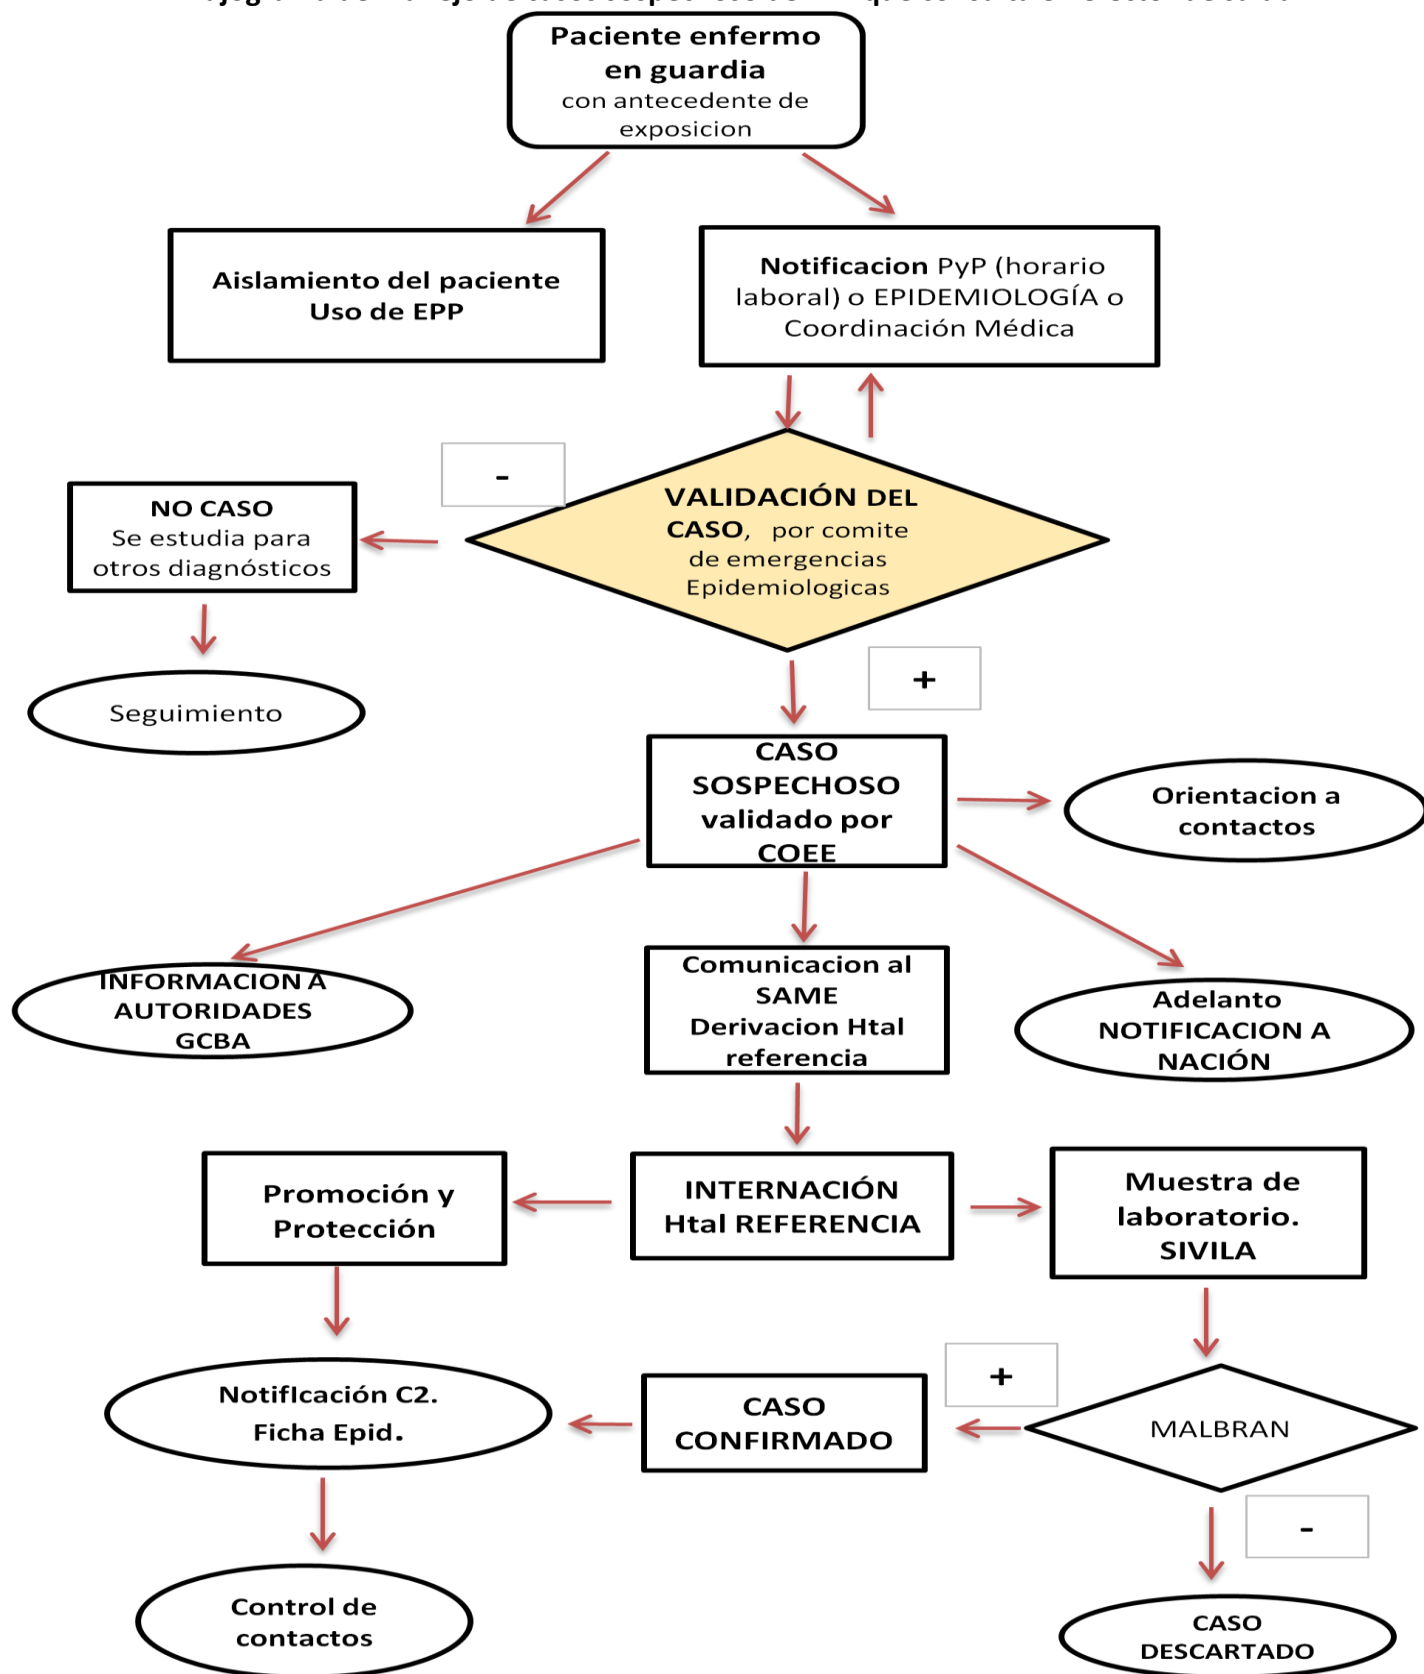 Paciente enfermo
en guardia
con antecedente de
exposicion
Aislamiento del paciente
Uso de EPP
Notificacion PyP (horario
laboral) o EPIDEMIOLOGÍA o
Coordinación Médica
-
NO CASO
Se estudia para
otros diagnósticos
VALIDACIÓN DEL
CASO, por comite
de emergencias
Epidemiologicas
Seguimiento
+
CASO
SOSPECHOSO
validado por
COEE
Orientacion a
contactos
INFORMACION A
AUTORIDADES
GCBA
Comunicacion al
SAME
Derivacion Htal
referencia
Adelanto
NOTIFICACION A
NACIÓN
Promoción y
Protección
INTERNACIÓN
Htal REFERENCIA
Muestra de
laboratorio.
SIVILA
Notificación C2.
Ficha Epid.
CASO
CONFIRMADO
+
MALBRAN
-
Control de
contactos
CASO
DESCARTADO